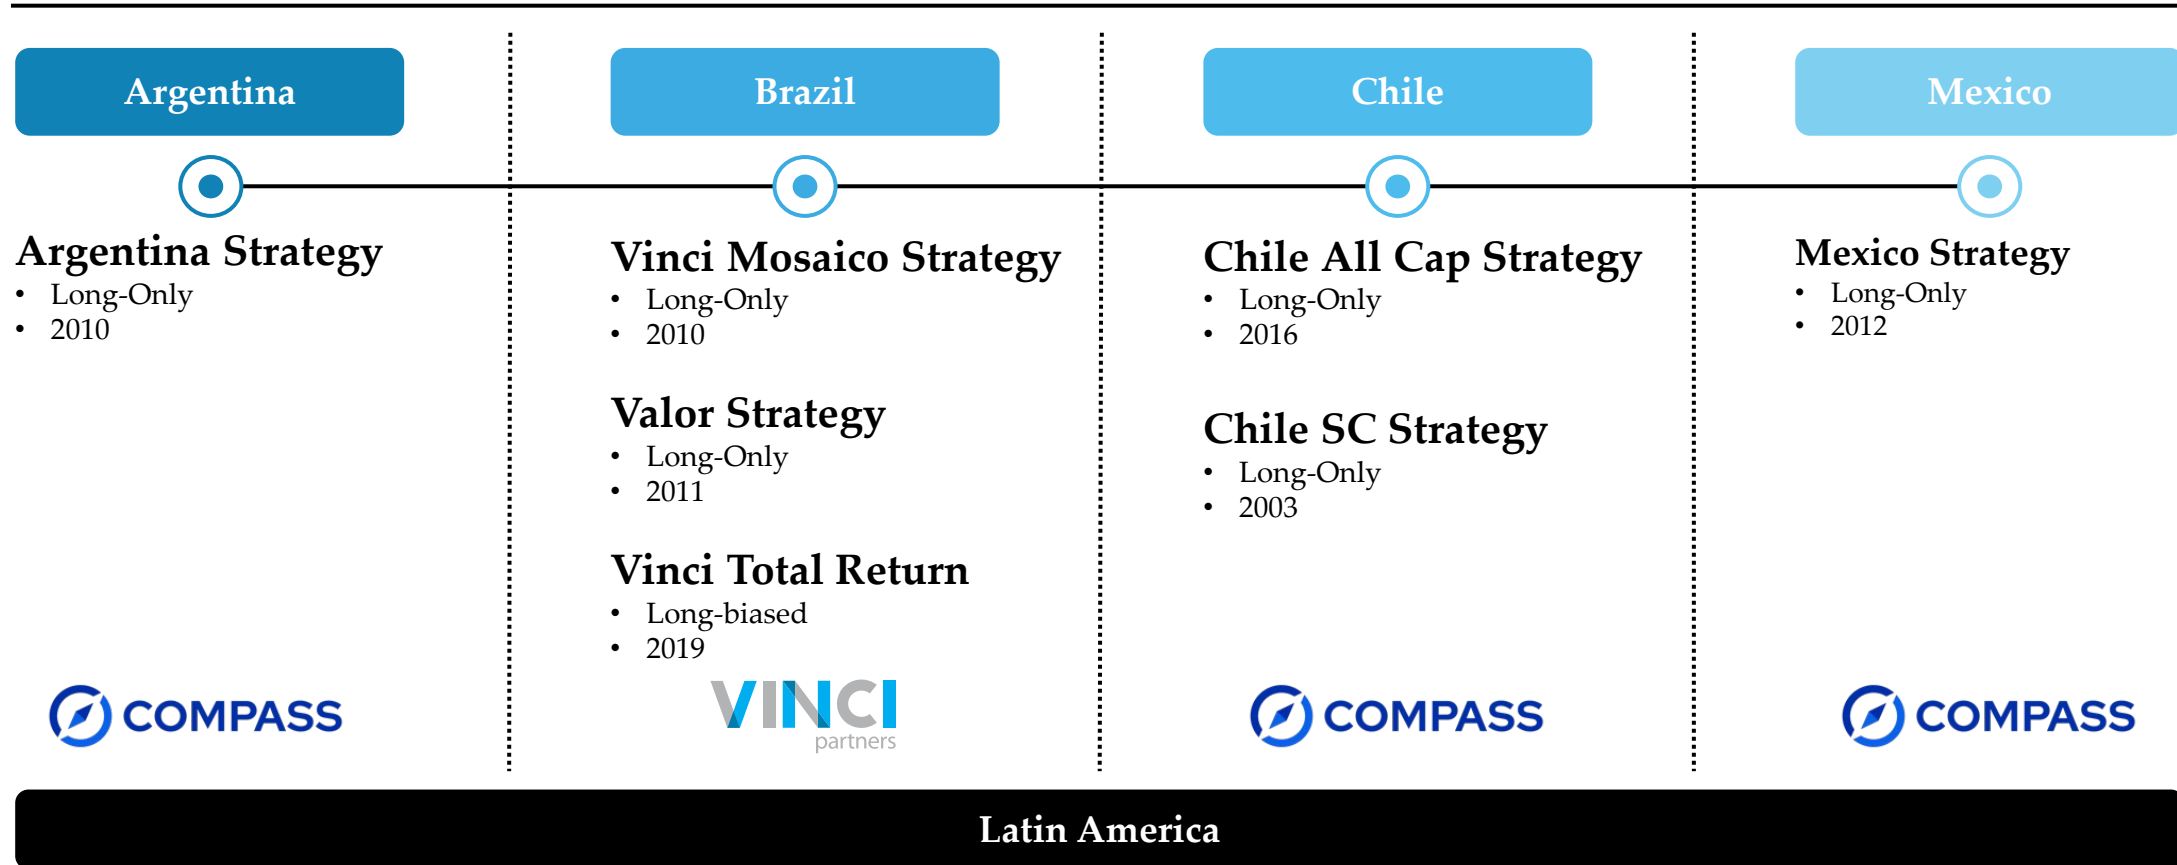 Argentina
Brazil
Chile
Mexico
Argentina Strategy
• Long-Only
• 2010
Vinci Mosaico Strategy
• Long-Only
• 2010
Valor Strategy
• Long-Only
• 2011
Vinci Total Return
• Long-biased
• 2019
Chile All Cap Strategy
• Long-Only
• 2016
Chile SC Strategy
• Long-Only
• 2003
Mexico Strategy
• Long-Only
• 2012
COMPASS
VINCI
partners
COMPASS
COMPASS
Latin America